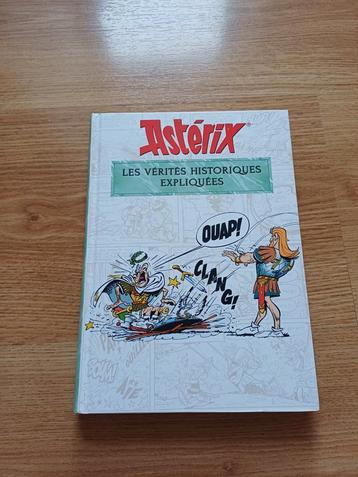 Astérix
LES VÉRITÉS HISTORIQUES
EXPLIQUÉES
OUAP!
CLANG!